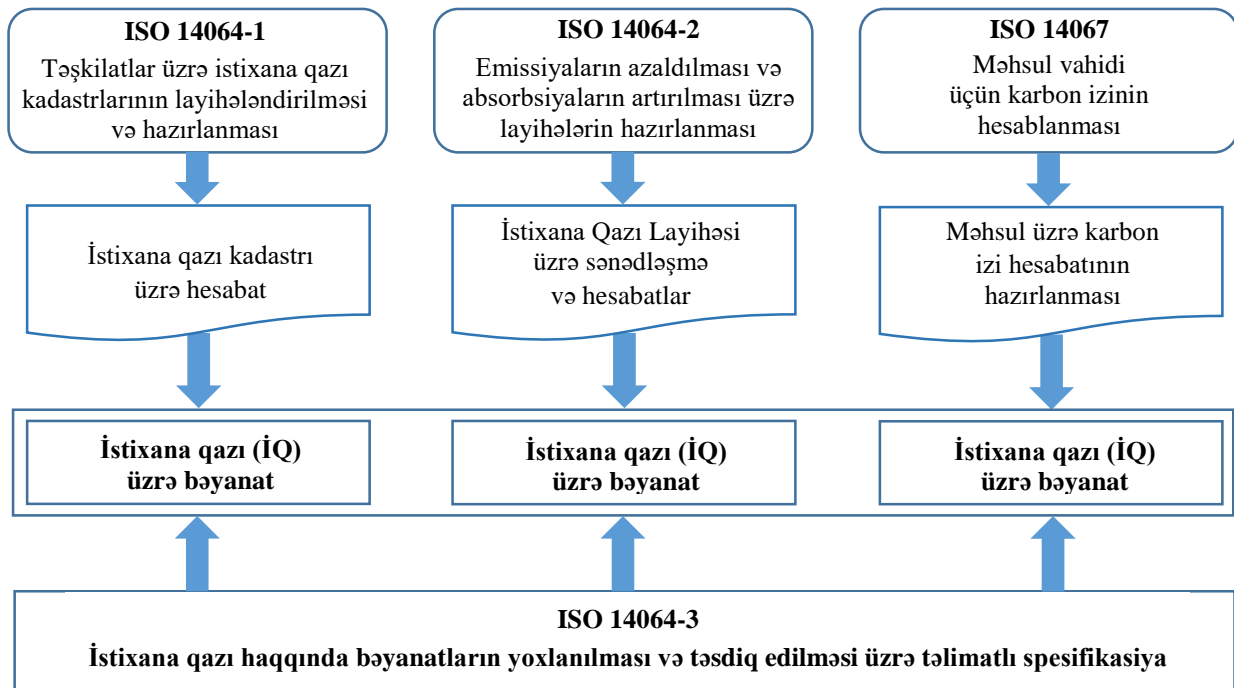 ISO 14064-1
Təşkilatlar üzrə istixana qazı
kadastrlarının layihələndirilməsi
və hazırlanması
ISO 14064-2
Emissiyaların azaldılması və
absorbsiyaların artırılması üzrə
layihələrin hazırlanması
ISO 14067
Məhsul vahidi
üçün karbon izinin
hesablanması
İstixana qazı kadastrı
üzrə hesabat
İstixana Qazı Layihəsi
üzrə sənədləşmə
və hesabatlar
Məhsul üzrə karbon
izi hesabatının
hazırlanması
İstixana qazı (İQ)
üzrə bəyanat
İstixana qazı (İQ)
üzrə bəyanat
İstixana qazı (İQ)
üzrə bəyanat
ISO 14064-3
İstixana qazı haqqında bəyanatların yoxlanılması və təsdiq edilməsi üzrə təlimatlı spesifikasiya